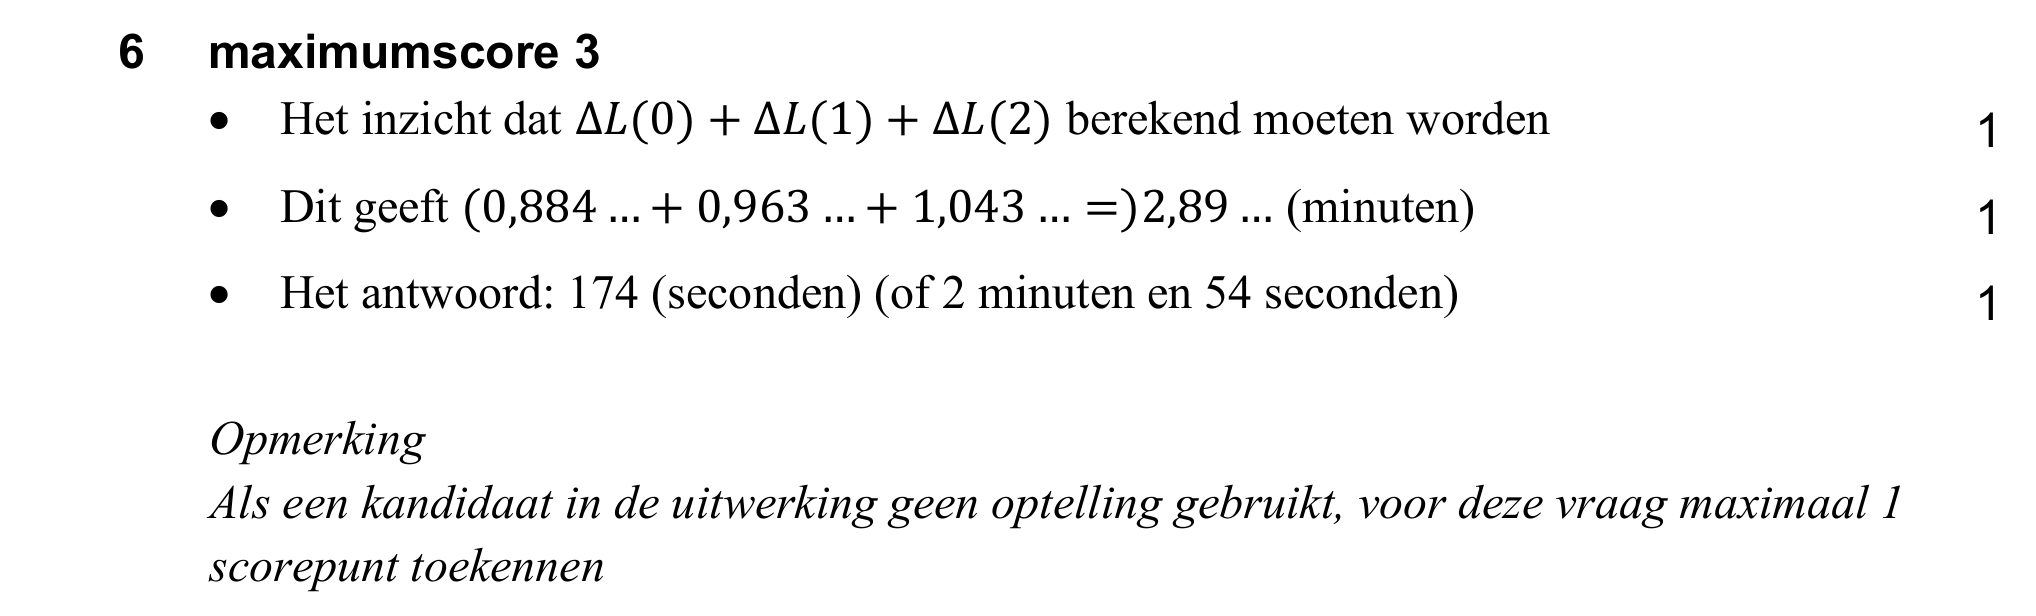 6 maximumscore 3
• Het inzicht dat ΔL(0) + ΔL(1) + ΔL(2) berekend moeten worden 1
• Dit geeft (0,884 ... + 0,963 ... + 1,043 ... =)2,89 ... (minuten) 1
• Het antwoord: 174 (seconden) (of 2 minuten en 54 seconden) 1
Opmerking
Als een kandidaat in de uitwerking geen optelling gebruikt, voor deze vraag maximaal 1
scorepunt toekennen